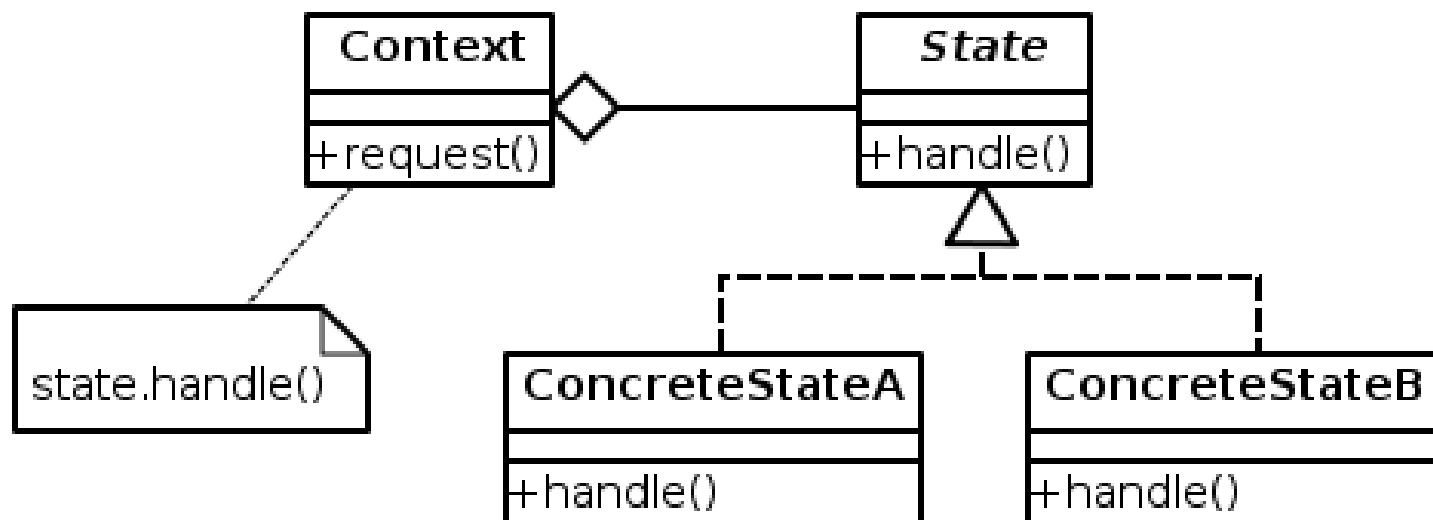 Context
State
+request()
+handle()
state.handle()
ConcreteStateA
ConcreteStateB
+handle()
+handle()